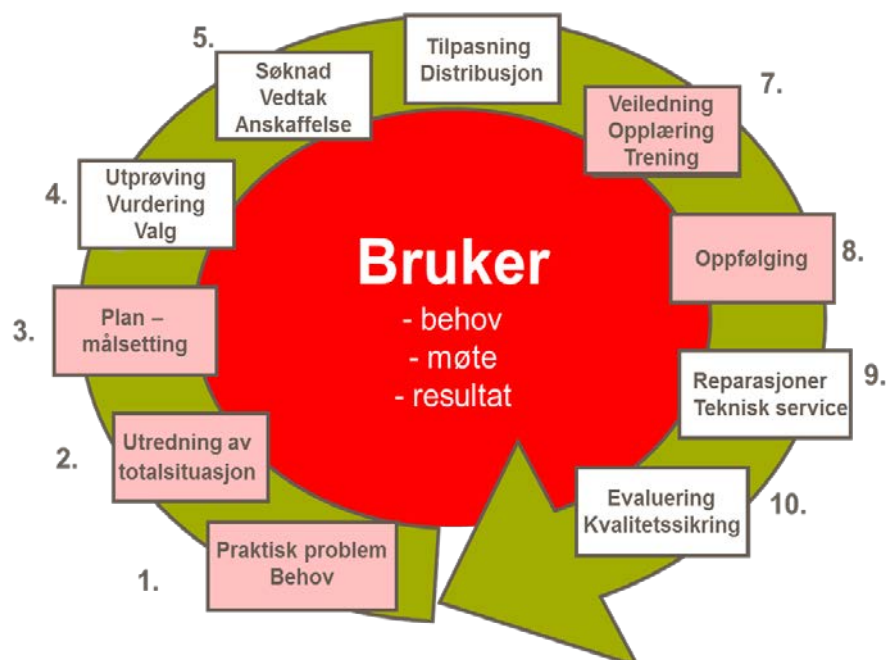 5.
Søknad
Vedtak
Anskaffelse
Tilpasning
Distribusjon
7.
Veiledning
Opplæring
Trening
4.
Utprøving
Vurdering
Valg
8.
Oppfølging
3.
Plan –
målsetting
Bruker
- behov
- møte
- resultat
9.
Reparasjoner
Teknisk service
2.
Utredning av
totalsituasjon
10.
Evaluering
Kvalitetssikring
1.
Praktisk problem
Behov